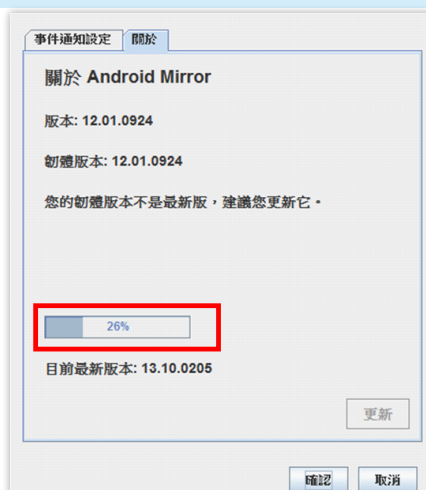 事件通知設定 關於
關於 Android Mirror
版本: 12.01.0924
韌體版本: 12.01.0924
您的韌體版本不是最新版，建議您更新它。
26%
目前最新版本: 13.10.0205
更新
確認 取消